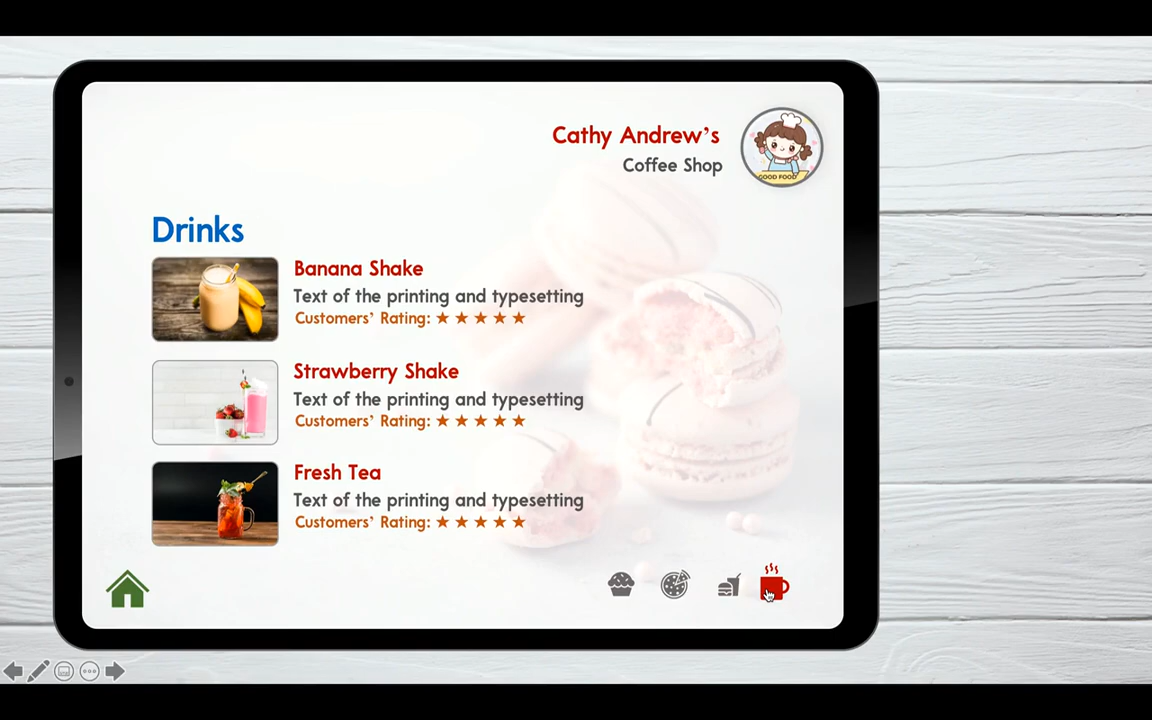 Cathy Andrew's
Coffee Shop
GOOD FOOD
Drinks
Banana Shake
Text of the printing and typesetting
Customers' Rating: ★ ★ ★ ★ ★
Strawberry Shake
Text of the printing and typesetting
Customers' Rating: ★ ★ ★ ★ ★
Fresh Tea
Text of the printing and typesetting
Customers' Rating: ★ ★ ★ ★ ★